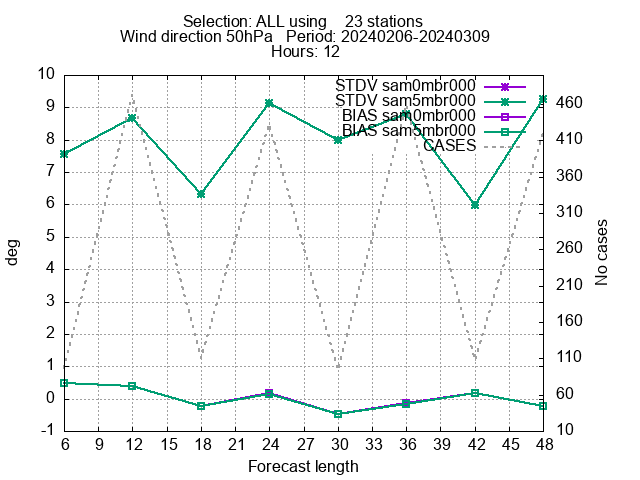 Selection: ALL using    23 stations
Wind direction 50hPa   Period: 20240206-20240309
Hours: 12
STDV sam0mbr000
STDV sam5mbr000
BIAS sam0mbr000
BIAS sam5mbr000
CASES
10
9
8
7
6
5
4
3
2
1
0
-1
deg
460
410
360
310
260
210
160
110
60
10
No cases
6 9 12 15 18 21 24 27 30 33 36 39 42 45 48
Forecast length